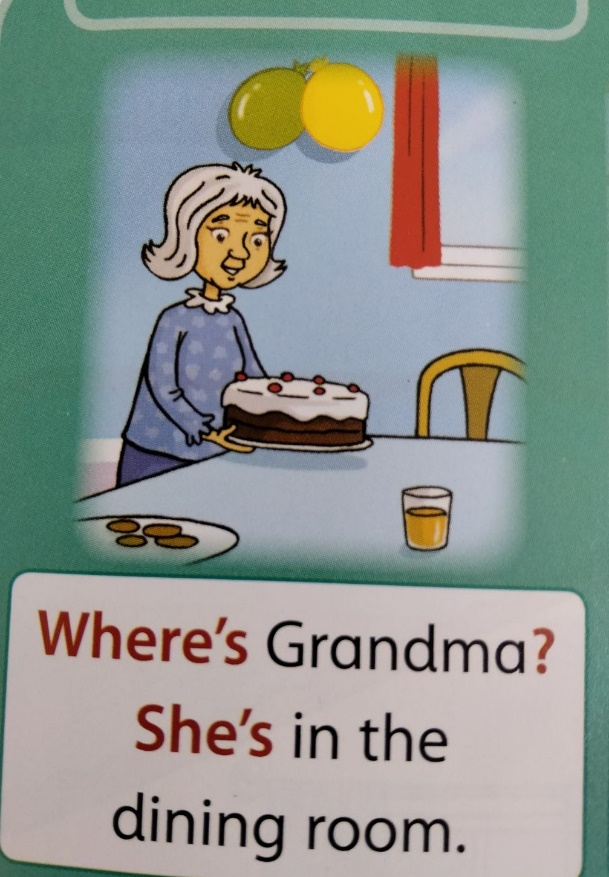 Where's Grandma?
She's in the
dining room.